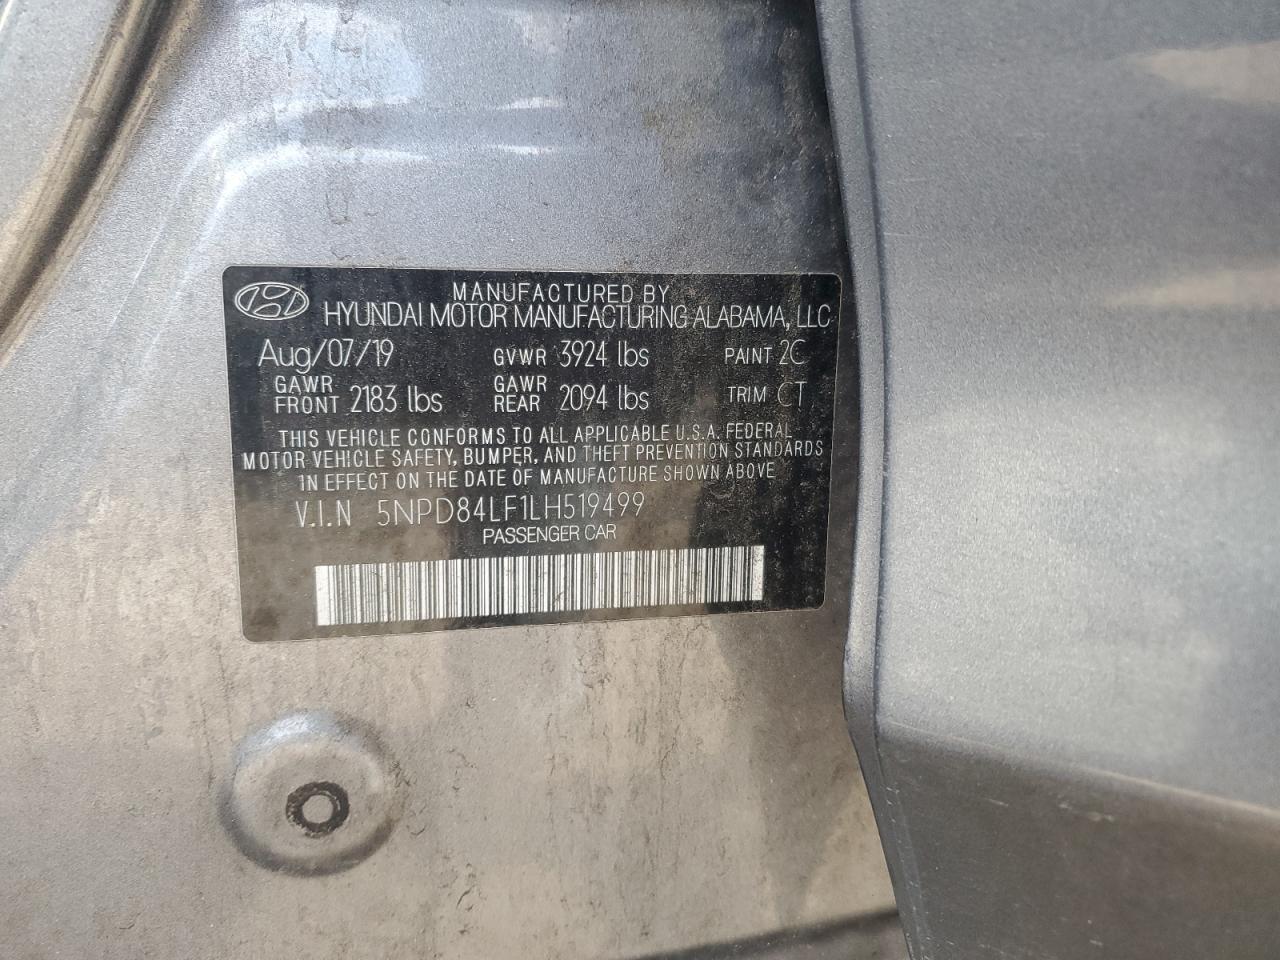 MANUFACTURED BY
HYUNDAI MOTOR MANUFACTURING ALABAMA, LLC
Aug/07/19 GVWR 3924 lbs PAINT 2C
GAWR FRONT 2183 lbs GAWR REAR 2094 lbs TRIM CT
THIS VEHICLE CONFORMS TO ALL APPLICABLE U.S.A. FEDERAL
MOTOR VEHICLE SAFETY, BUMPER, AND THEFT PREVENTION STANDARDS
IN EFFECT ON THE DATE OF MANUFACTURE SHOWN ABOVE
V.I.N 5NPD84LF1LH519499
PASSENGER CAR